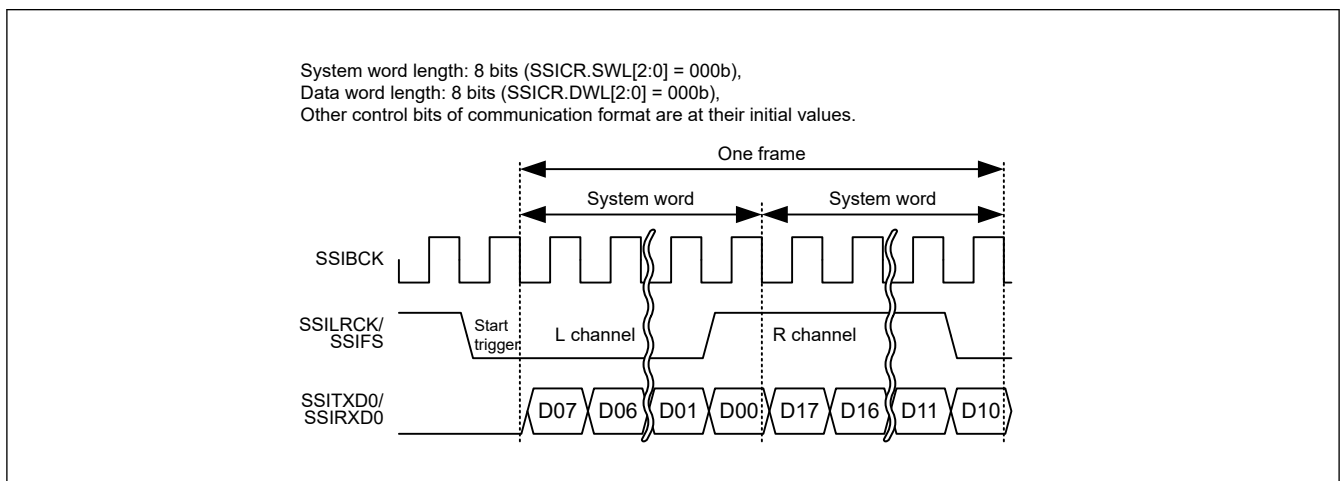 System word length: 8 bits (SSICR.SWL[2:0] = 000b),
Data word length: 8 bits (SSICR.DWL[2:0] = 000b),
Other control bits of communication format are at their initial values.
One frame
System word System word
SSIBCK
SSILRCK/
SSIFS
Start
trigger
L channel
R channel
SSITXD0/
SSIRXD0
D07 D06 D01 D00 D17 D16 D11 D10